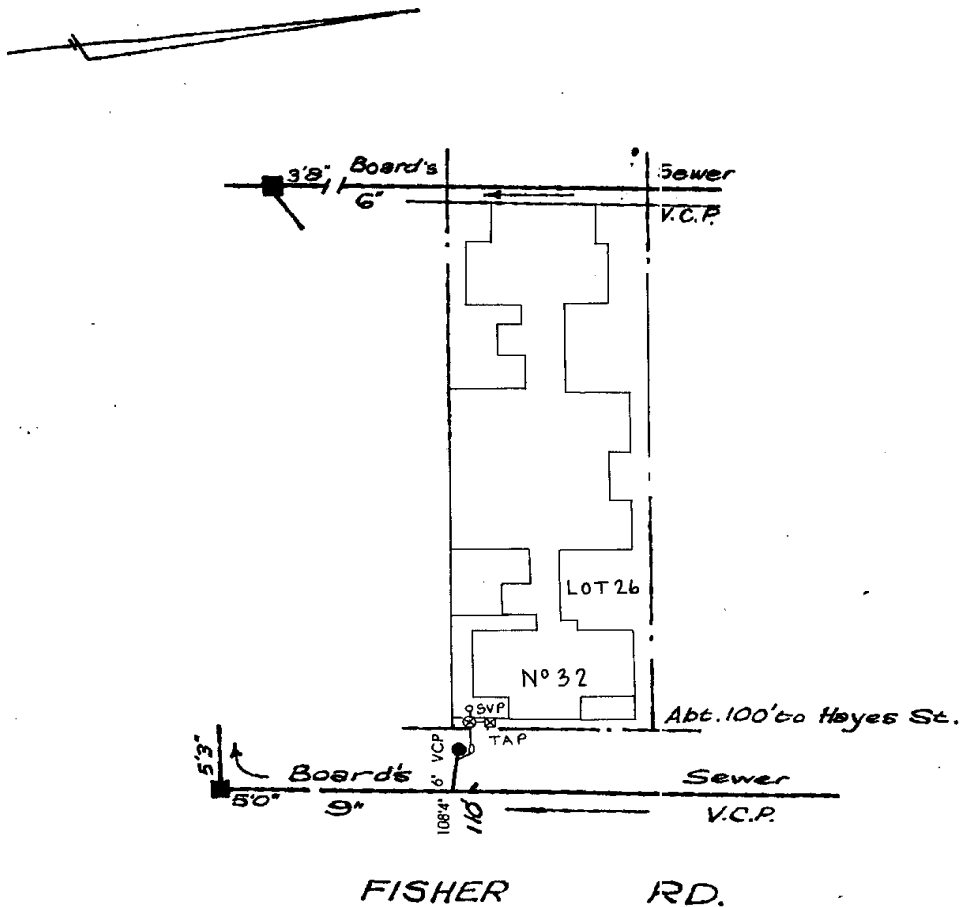 3'8" Board's Sewer
6" V.C.P.
LOT 26
Nº 32
SVP
TAP
Abt. 100' to Hayes St.
5'3"
VCP
6"
Board's Sewer
5'0" 9" V.C.P.
108'4"
110'
FISHER RD.